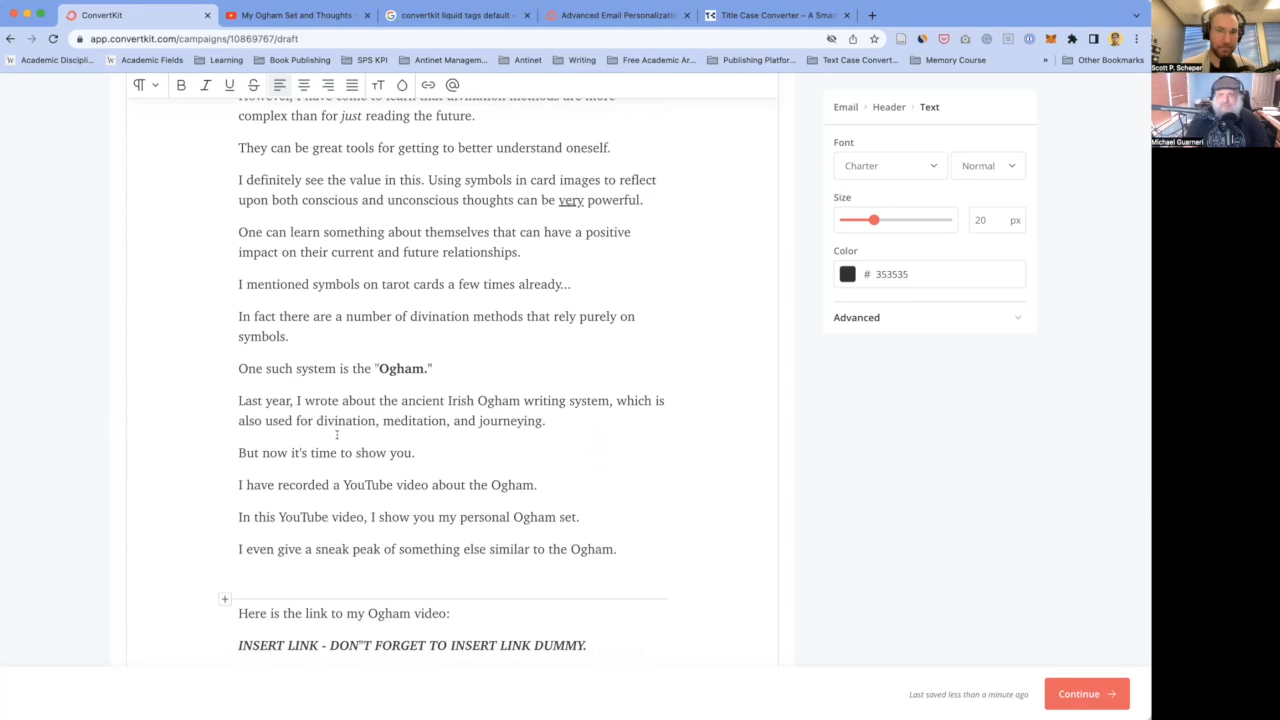 ConvertKit
My Ogham Set and Thoughts
convertkit liquid tags default -
Advanced Email Personalizatio
Title Case Converter – A Smar
app.convertkit.com/campaigns/10869767/draft
Academic Discipli...
Academic Fields
Learning
Book Publishing
SPS KPI
Antinet Managem...
Antinet
Writing
Free Academic Ar...
Publishing Platfor...
Text Case Convert...
Memory Course
»
Other Bookmarks
Scott P. Scheper
Michael Guarneri
However, I have come to learn that divination methods are more
complex than for just reading the future.
They can be great tools for getting to better understand oneself.
I definitely see the value in this. Using symbols in card images to reflect
upon both conscious and unconscious thoughts can be very powerful.
One can learn something about themselves that can have a positive
impact on their current and future relationships.
I mentioned symbols on tarot cards a few times already...
In fact there are a number of divination methods that rely purely on
symbols.
One such system is the "Ogham."
Last year, I wrote about the ancient Irish Ogham writing system, which is
also used for divination, meditation, and journeying.
But now it's time to show you.
I have recorded a YouTube video about the Ogham.
In this YouTube video, I show you my personal Ogham set.
I even give a sneak peak of something else similar to the Ogham.
Here is the link to my Ogham video:
INSERT LINK - DON"T FORGET TO INSERT LINK DUMMY.
Email > Header > Text
Font
Charter
Normal
Size
20 px
Color
# 353535
Advanced
Last saved less than a minute ago
Continue →